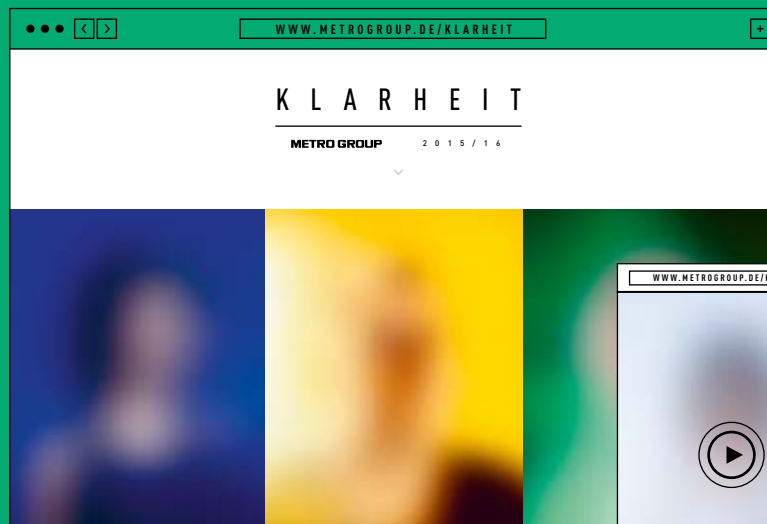 WWW.METROGROUP.DE/KLARHEIT
+
KLARHEIT
METRO GROUP 2015/16
WWW.METROGROUP.DE/